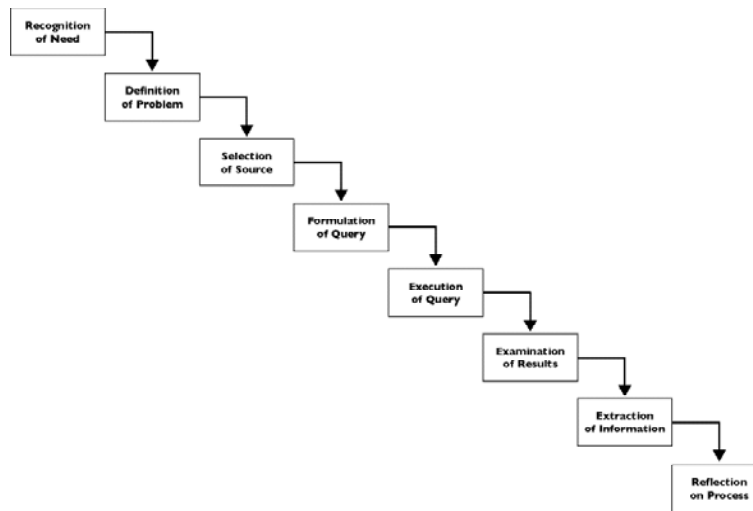 Recognition
of Need
Definition
of Problem
Selection
of Source
Formulation
of Query
Execution
of Query
Examination
of Results
Extraction
of Information
Reflection
on Process